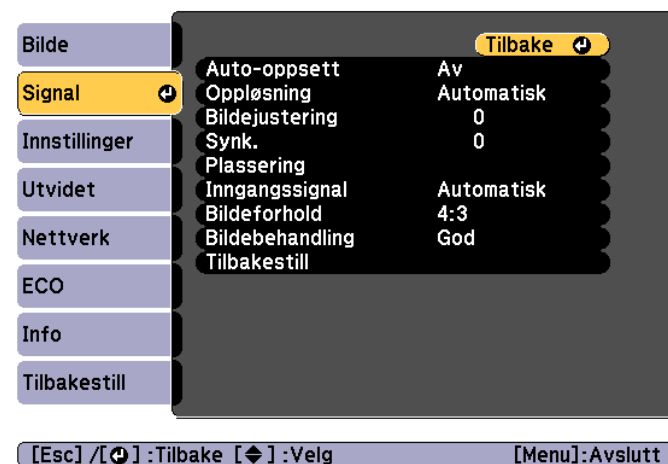 Bilde
Signal
Innstillinger
Utvidet
Nettverk
ECO
Info
Tilbakestill
Tilbake
Auto-oppsett Av
Oppløsning Automatisk
Bildejustering 0
Synk. 0
Plassering
Inngangssignal Automatisk
Bildeforhold 4:3
Bildebehandling God
Tilbakestill
[Esc] /[⏎] :Tilbake [◆] :Velg [Menu]:Avslutt